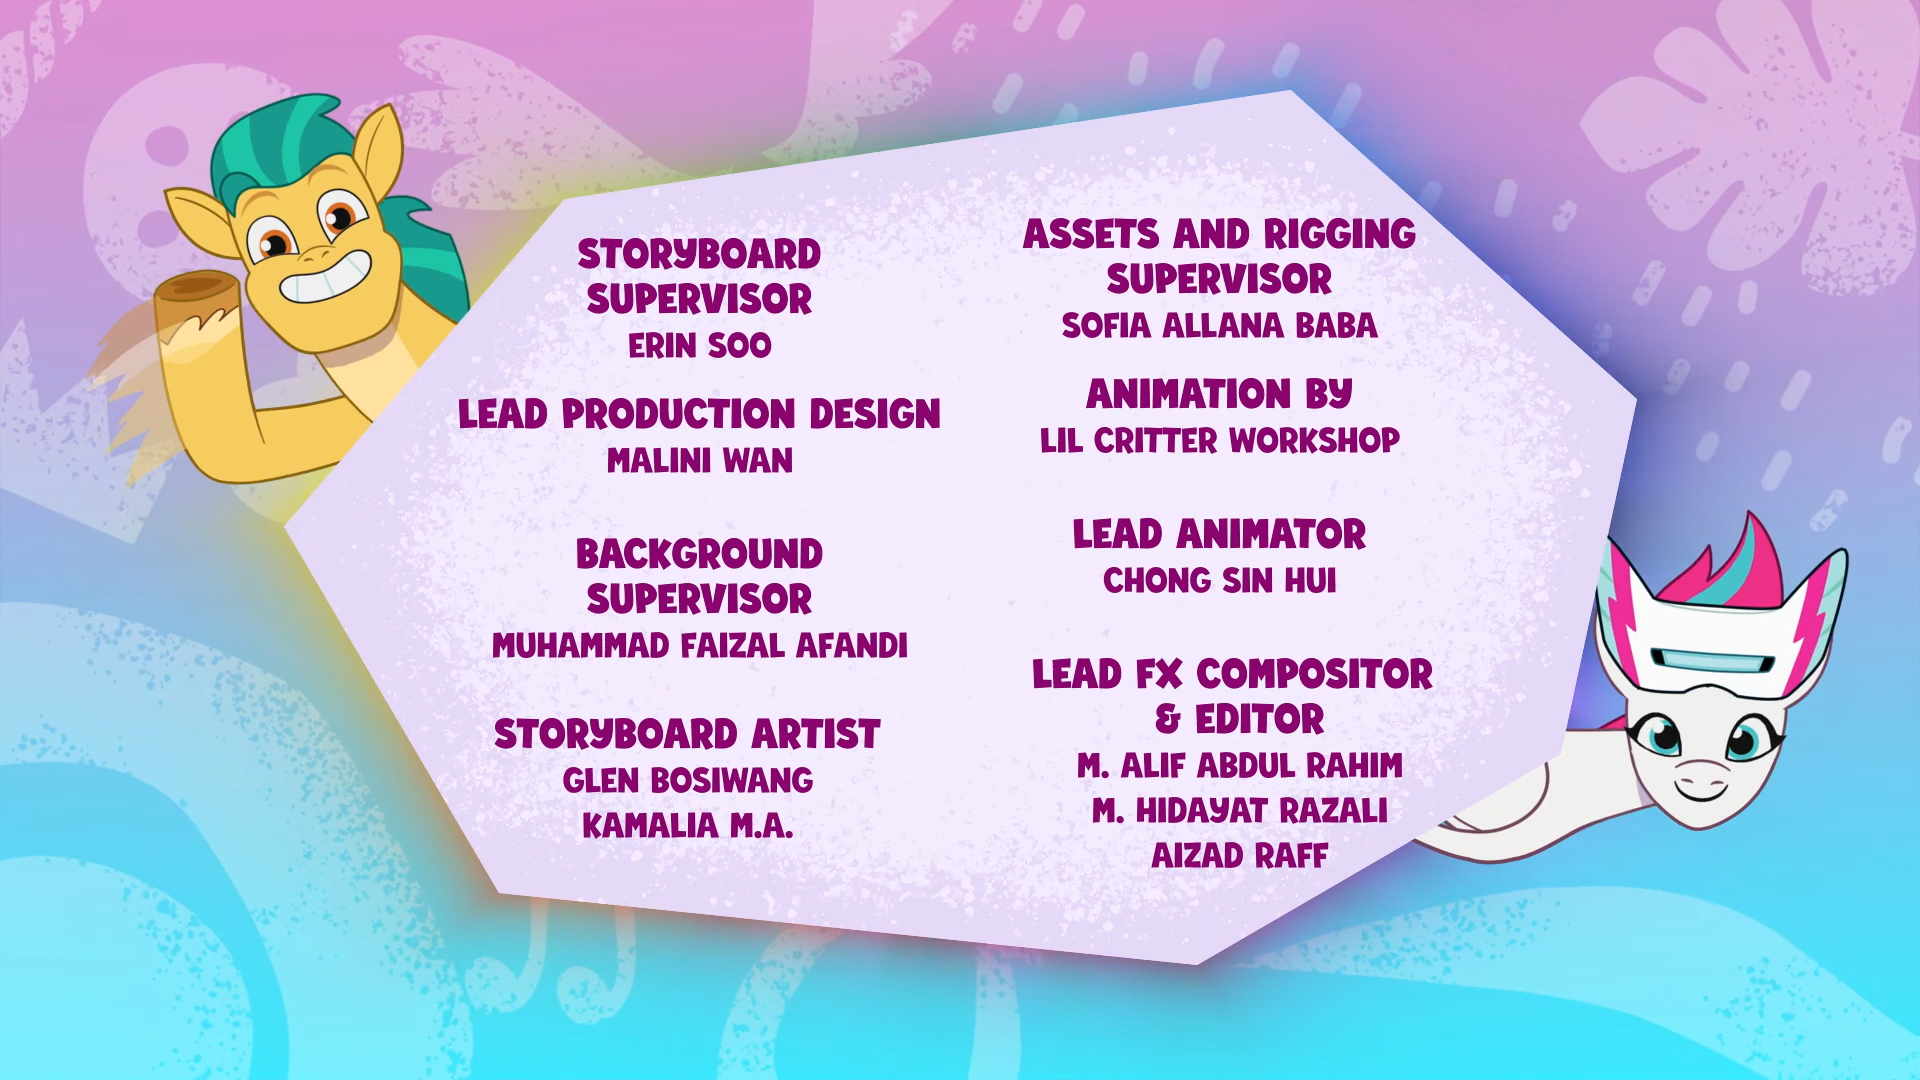 STORYBOARD
SUPERVISOR
ERIN SOO
LEAD PRODUCTION DESIGN
MALINI WAN
BACKGROUND
SUPERVISOR
MUHAMMAD FAIZAL AFANDI
STORYBOARD ARTIST
GLEN BOSIWANG
KAMALIA M.A.
ASSETS AND RIGGING
SUPERVISOR
SOFIA ALLANA BABA
ANIMATION BY
LIL CRITTER WORKSHOP
LEAD ANIMATOR
CHONG SIN HUI
LEAD FX COMPOSITOR
& EDITOR
M. ALIF ABDUL RAHIM
M. HIDAYAT RAZALI
AIZAD RAFF